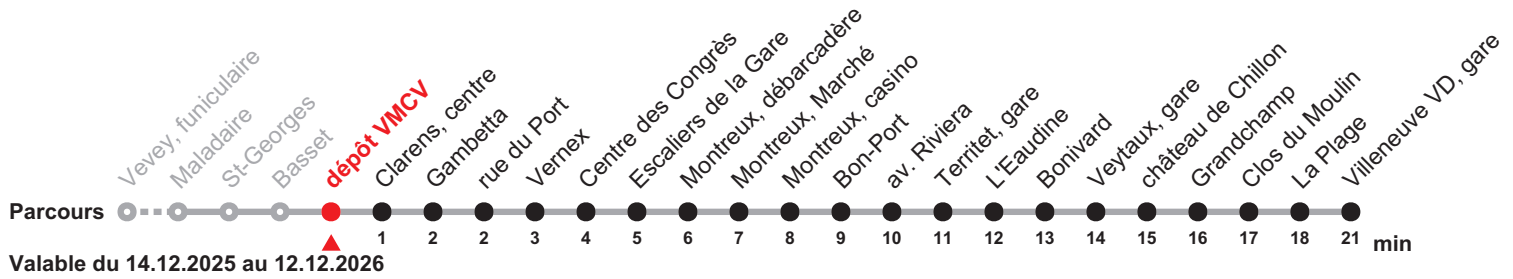 Vevey, funiculaire
Maladaire
St-Georges
Basset
dépôt VMCV
Clarens, centre
Gambetta
rue du Port
Vernex
Centre des Congrès
Escaliers de la Gare
Montreux, débarcadère
Montreux, Marché
Montreux, casino
Bon-Port
av. Riviera
Territet, gare
L'Eaudine
Bonivard
Veytaux, gare
château de Chillon
Grandchamp
Clos du Moulin
La Plage
Villeneuve VD, gare
Parcours
1 2 2 3 4 5 6 7 8 9 10 11 12 13 14 15 16 17 18 21 min
Valable du 14.12.2025 au 12.12.2026